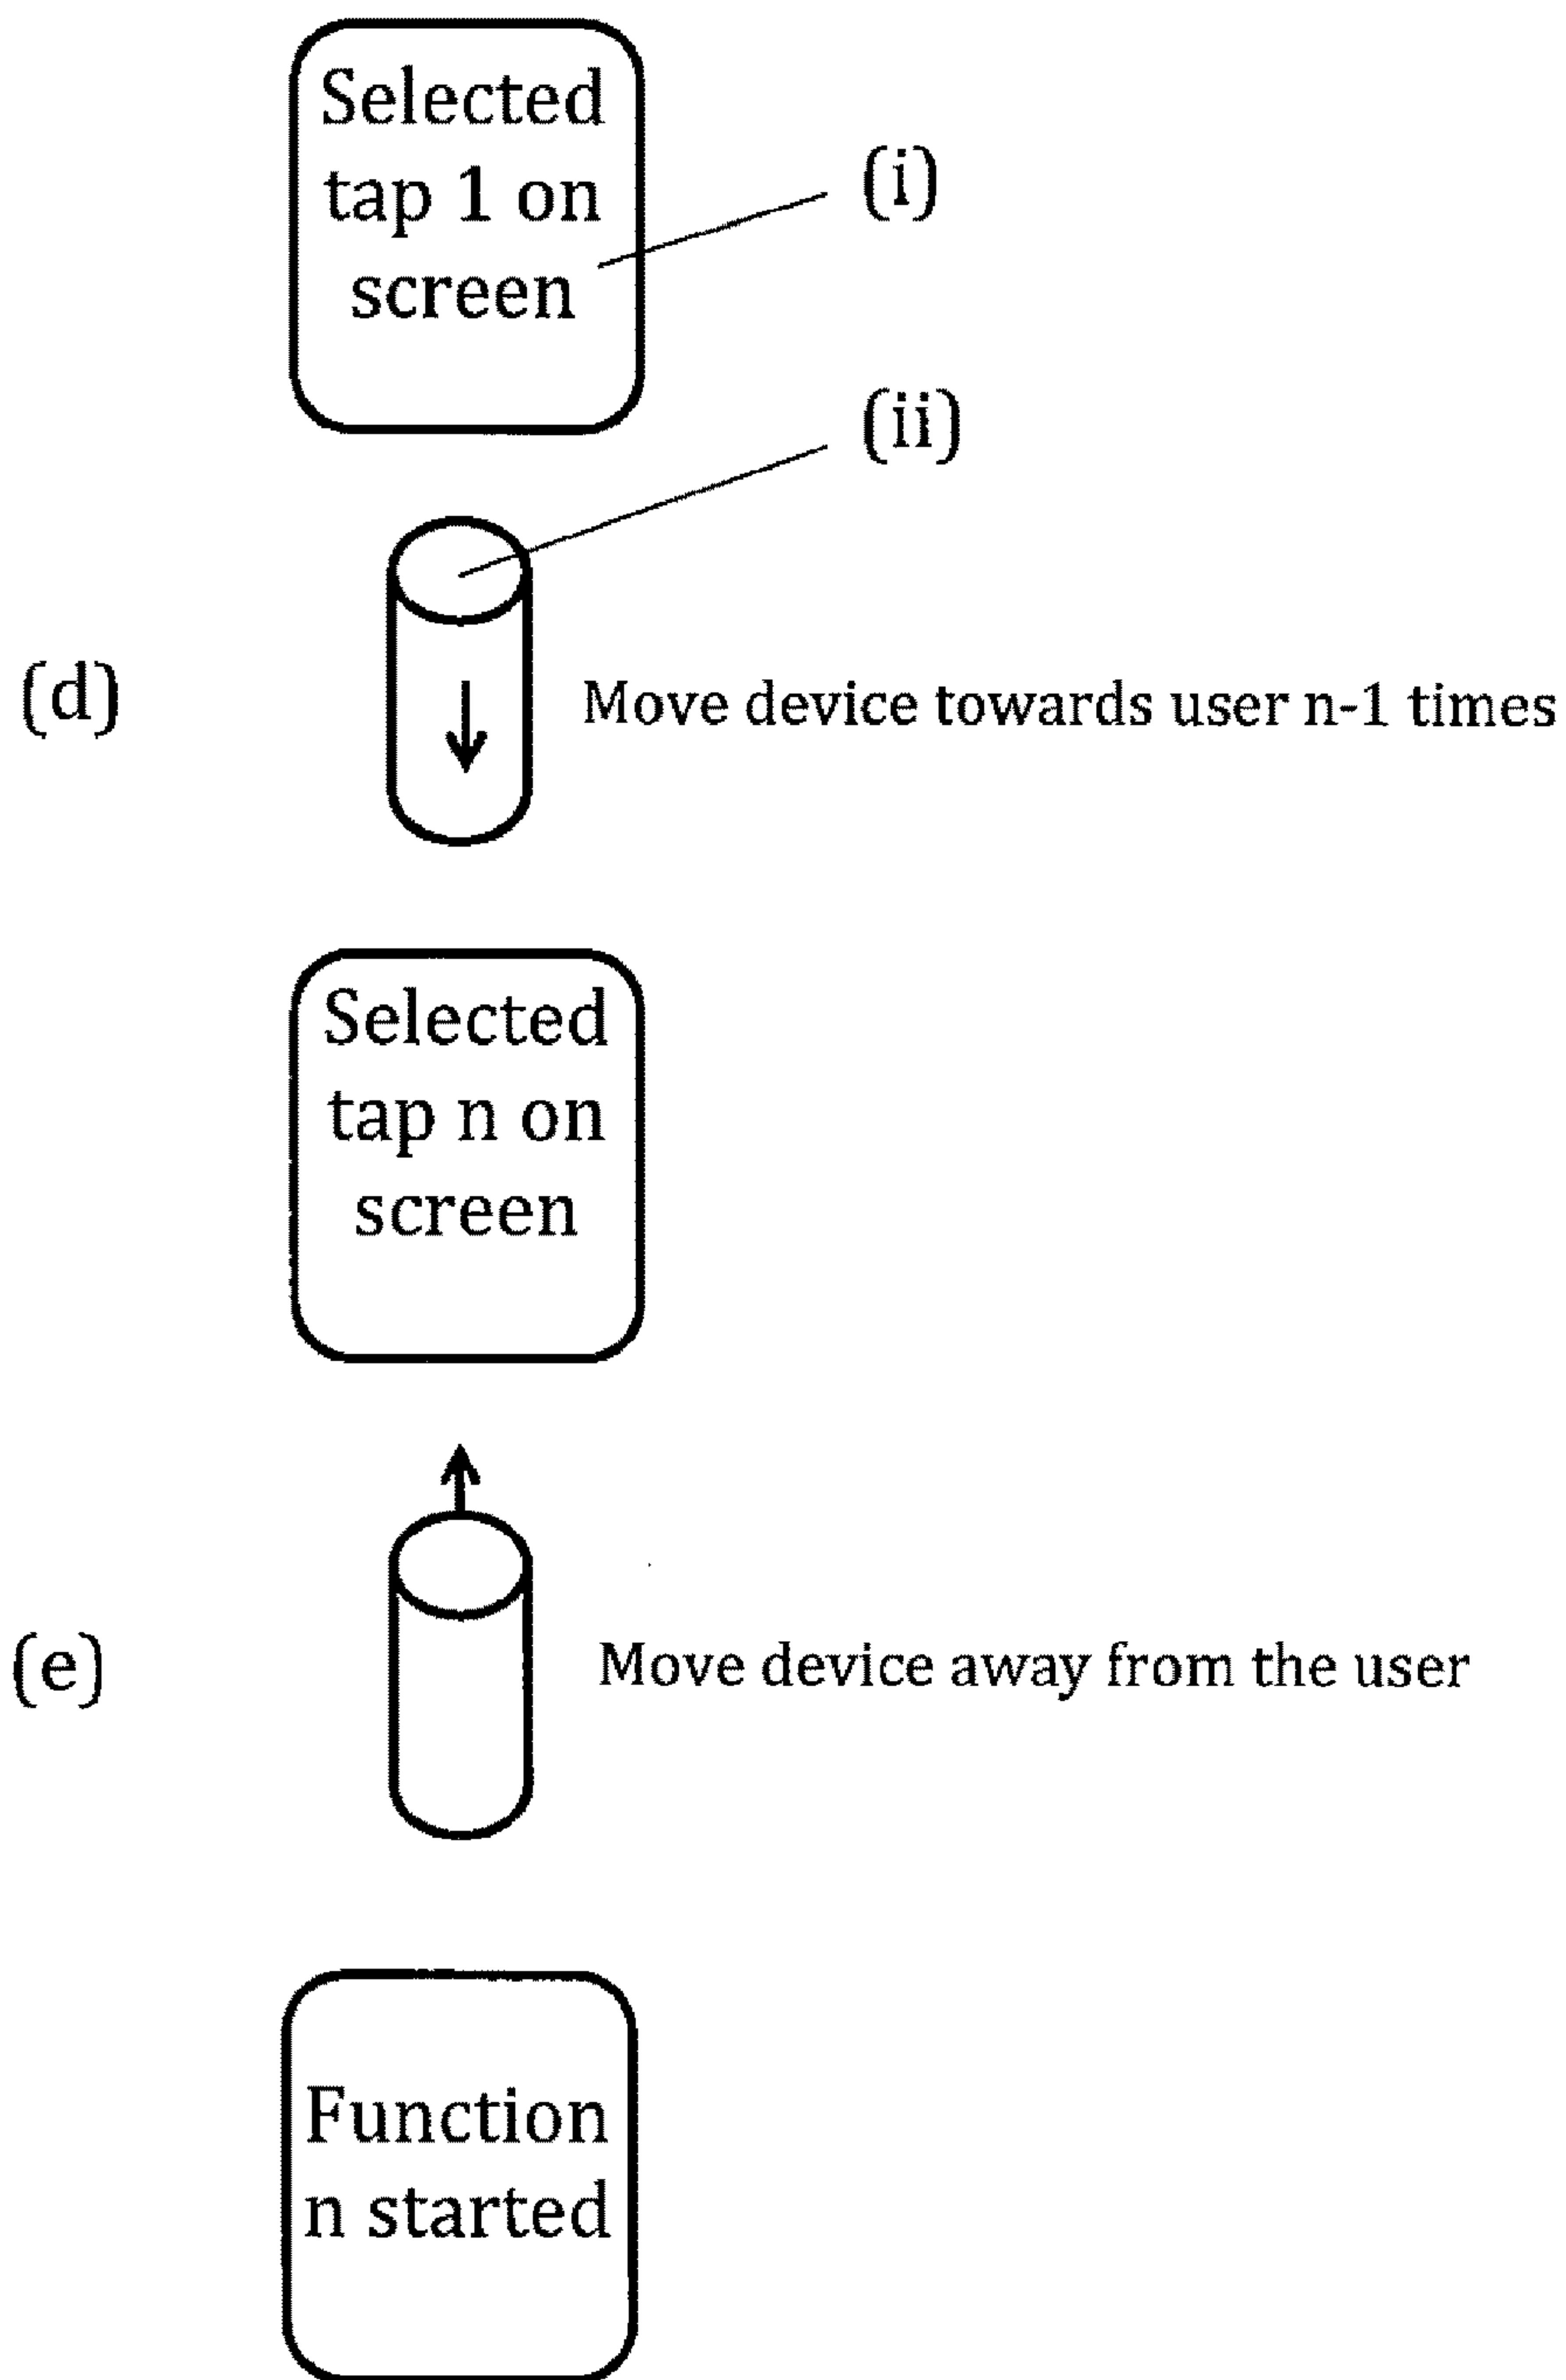 Selected
tap 1 on
screen
(i)
(ii)
(d)
Move device towards user n-1 times
Selected
tap n on
screen
(e)
Move device away from the user
Function
n started